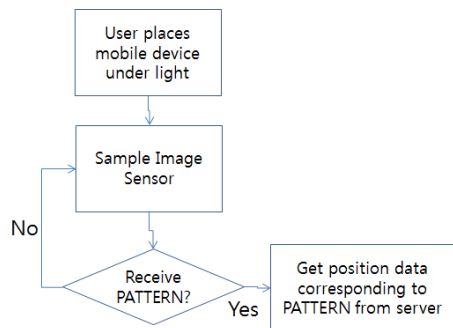 User places
mobile device
under light
Sample Image
Sensor
No
Receive
PATTERN?
Yes
Get position data
corresponding to
PATTERN from server